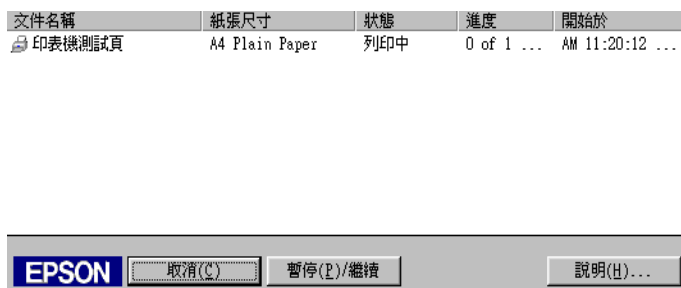 文件名稱 紙張尺寸 狀態 進度 開始於
印表機測試頁 A4 Plain Paper 列印中 0 of 1 ... AM 11:20:12 ...
EPSON 取消(C) 暫停(P)/繼續 說明(H)...